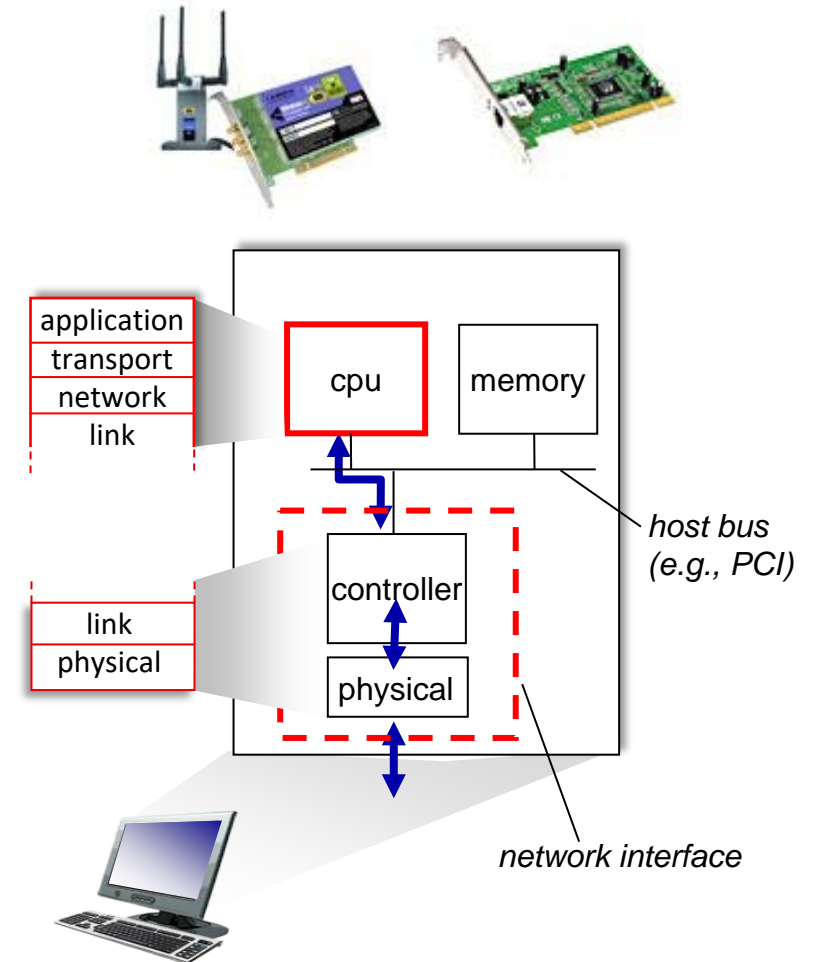 application
transport
network
link
cpu
memory
host bus
(e.g., PCI)
controller
link
physical
physical
network interface